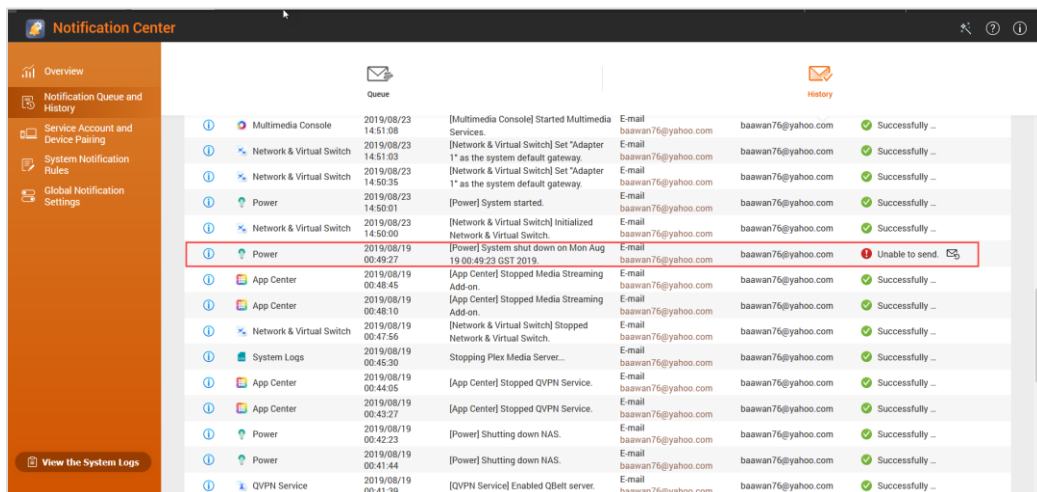 Notification Center
Overview
Notification Queue and
History
Service Account and
Device Pairing
System Notification
Rules
Global Notification
Settings
View the System Logs
Queue
History
Multimedia Console
2019/08/23
14:51:08
[Multimedia Console] Started Multimedia
Services.
E-mail
baawan76@yahoo.com
baawan76@yahoo.com
Successfully ...
Network & Virtual Switch
2019/08/23
14:51:03
[Network & Virtual Switch] Set "Adapter
1" as the system default gateway.
E-mail
baawan76@yahoo.com
baawan76@yahoo.com
Successfully ...
Network & Virtual Switch
2019/08/23
14:50:35
[Network & Virtual Switch] Set "Adapter
1" as the system default gateway.
E-mail
baawan76@yahoo.com
baawan76@yahoo.com
Successfully ...
Power
2019/08/23
14:50:01
[Power] System started.
E-mail
baawan76@yahoo.com
baawan76@yahoo.com
Successfully ...
Network & Virtual Switch
2019/08/23
14:50:00
[Network & Virtual Switch] Initialized
Network & Virtual Switch.
E-mail
baawan76@yahoo.com
baawan76@yahoo.com
Successfully ...
Power
2019/08/19
00:49:27
[Power] System shut down on Mon Aug
19 00:49:23 GST 2019.
E-mail
baawan76@yahoo.com
baawan76@yahoo.com
Unable to send.
App Center
2019/08/19
00:48:45
[App Center] Stopped Media Streaming
Add-on.
E-mail
baawan76@yahoo.com
baawan76@yahoo.com
Successfully ...
App Center
2019/08/19
00:48:10
[App Center] Stopped Media Streaming
Add-on.
E-mail
baawan76@yahoo.com
baawan76@yahoo.com
Successfully ...
Network & Virtual Switch
2019/08/19
00:47:56
[Network & Virtual Switch] Stopped
Network & Virtual Switch.
E-mail
baawan76@yahoo.com
baawan76@yahoo.com
Successfully ...
System Logs
2019/08/19
00:45:30
Stopping Plex Media Server...
E-mail
baawan76@yahoo.com
baawan76@yahoo.com
Successfully ...
App Center
2019/08/19
00:44:05
[App Center] Stopped QVPN Service.
E-mail
baawan76@yahoo.com
baawan76@yahoo.com
Successfully ...
App Center
2019/08/19
00:43:27
[App Center] Stopped QVPN Service.
E-mail
baawan76@yahoo.com
baawan76@yahoo.com
Successfully ...
Power
2019/08/19
00:42:23
[Power] Shutting down NAS.
E-mail
baawan76@yahoo.com
baawan76@yahoo.com
Successfully ...
Power
2019/08/19
00:41:44
[Power] Shutting down NAS.
E-mail
baawan76@yahoo.com
baawan76@yahoo.com
Successfully ...
QVPN Service
2019/08/19
00:41:39
[QVPN Service] Enabled QBelt server.
E-mail
baawan76@yahoo.com
baawan76@yahoo.com
Successfully ...